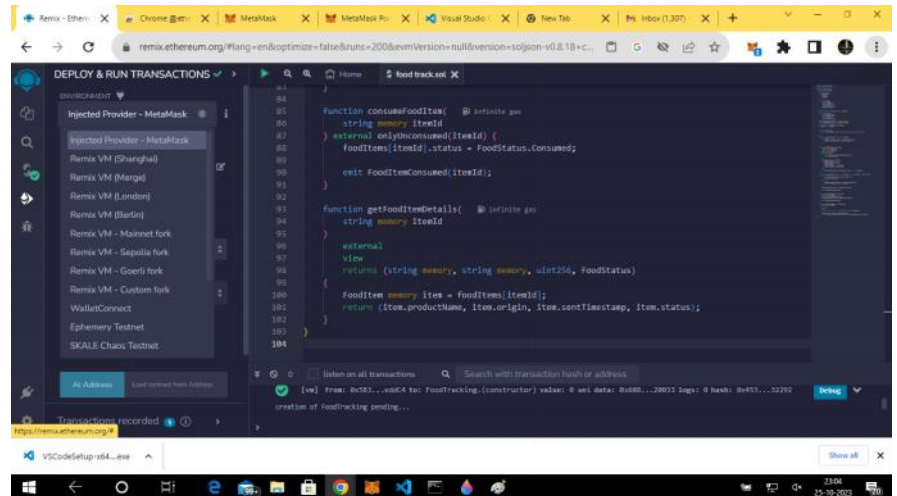 Remix - Ethere
Chrome
MetaMask
MetaMask Po
Visual Studio
New Tab
Inbox (1,307)
remix.ethereum.org/#lang=en&optimize=false&runs=200&evmVersion=null&version=soljson-v0.8.18+c...
DEPLOY & RUN TRANSACTIONS
Home
food track.sol
ENVIRONMENT
Injected Provider - MetaMask
Injected Provider - MetaMask
Remix VM (Shanghai)
Remix VM (Merge)
Remix VM (London)
Remix VM (Berlin)
Remix VM - Mainnet fork
Remix VM - Sepolia fork
Remix VM - Goerli fork
Remix VM - Custom fork
WalletConnect
Ephemery Testnet
SKALE Chaos Testnet
At Address
Load contract from Address
Transactions recorded
https://remix.ethereum.org/#
83 }
84
85 function consumeFoodItem( infinite gas
86 string memory itemId
87 ) external onlyUnconsumed(itemId) {
88 foodItems[itemId].status = FoodStatus.Consumed;
89
90 emit FoodItemConsumed(itemId);
91 }
92
93 function getFoodItemDetails( infinite gas
94 string memory itemId
95 )
96 external
97 view
98 returns (string memory, string memory, uint256, FoodStatus)
99 {
100 FoodItem memory item = foodItems[itemId];
101 return (item.productName, item.origin, item.sentTimestamp, item.status);
102 }
103 }
104
0
listen on all transactions
Search with transaction hash or address
[vm] from: 0x5B3...eddC4 to: FoodTracking.(constructor) value: 0 wei data: 0x608...20033 logs: 0 hash: 0x453...32292
Debug
creation of FoodTracking pending...
>
VSCodeSetup-x64....exe
Show all
23:04
25-10-2023